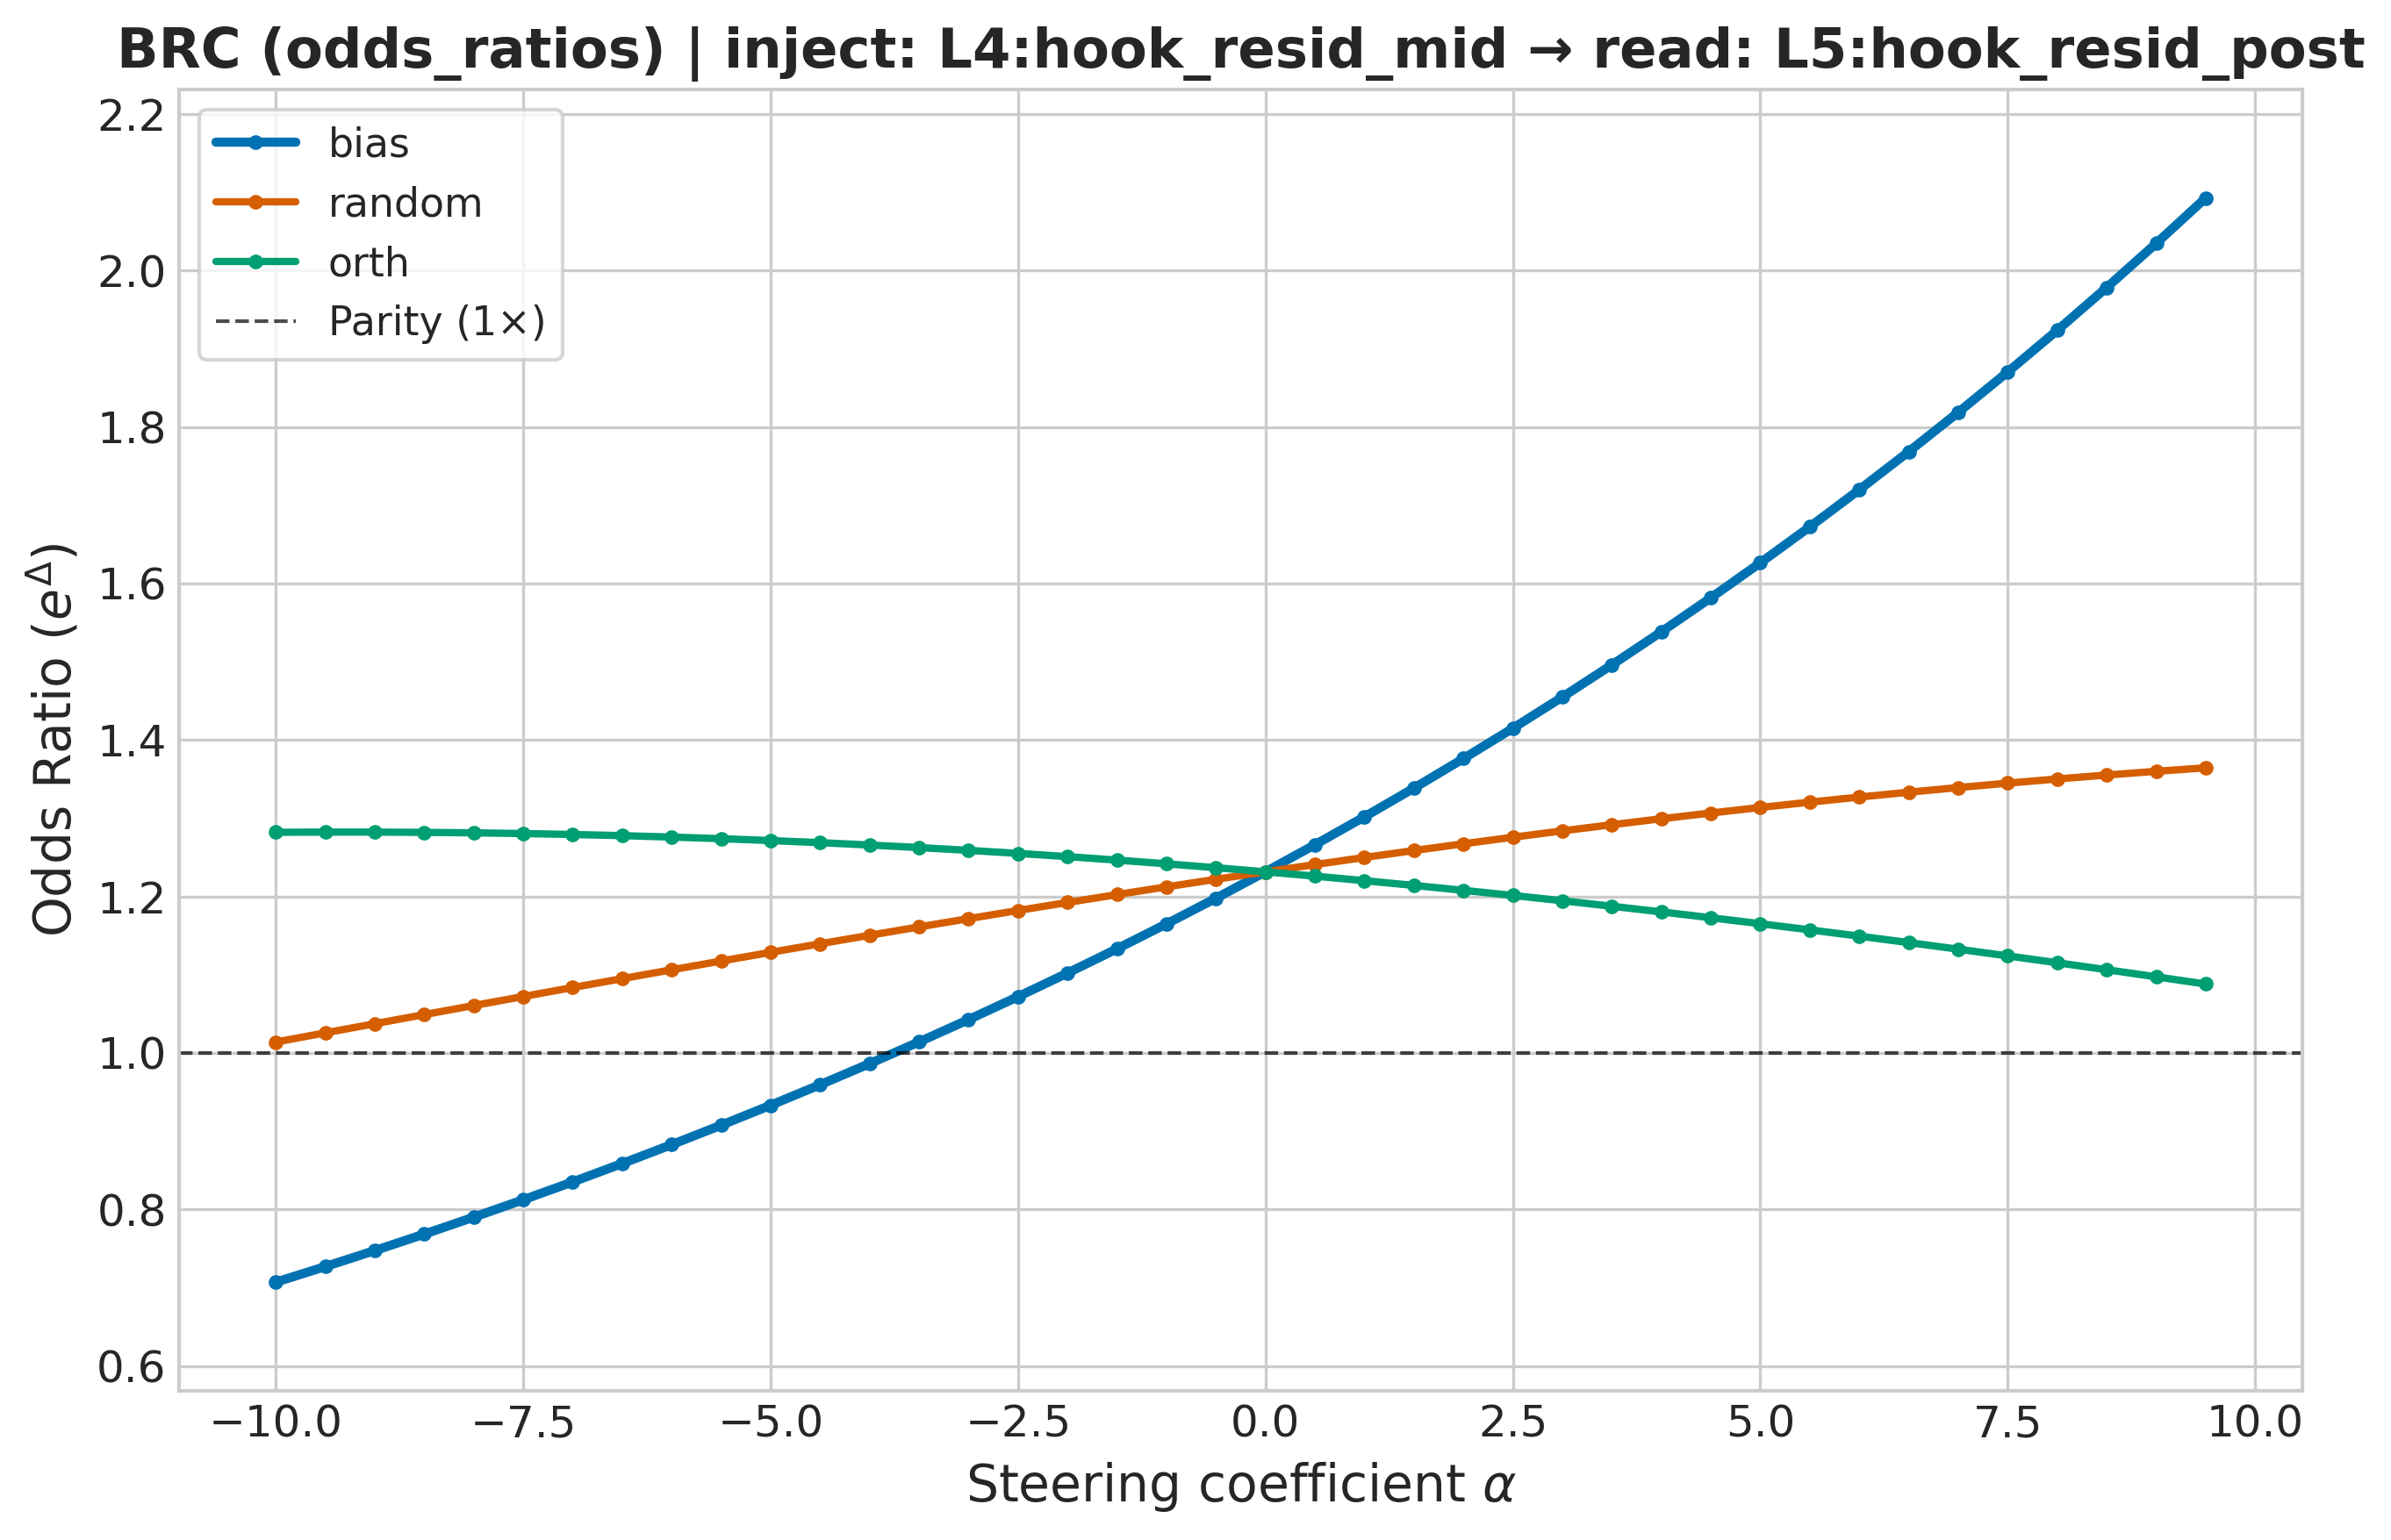 BRC (odds_ratios) | inject: L4:hook_resid_mid → read: L5:hook_resid_post
bias
random
orth
Parity (1×)
2.2
2.0
1.8
1.6
1.4
1.2
1.0
0.8
0.6
Odds Ratio (e^Δ)
−10.0 −7.5 −5.0 −2.5 0.0 2.5 5.0 7.5 10.0
Steering coefficient α